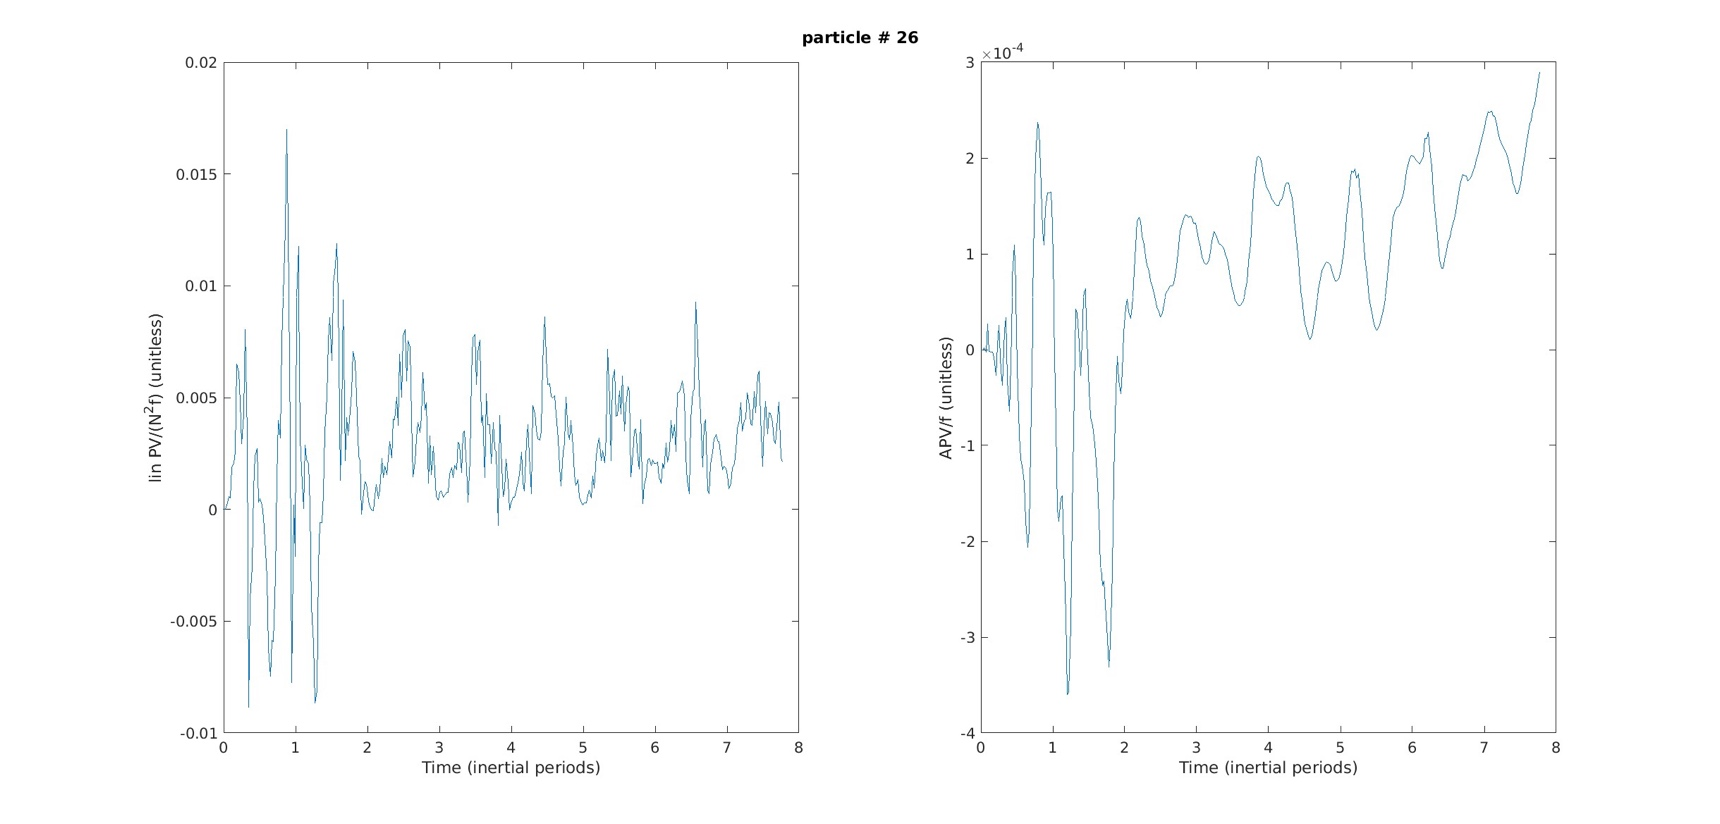 particle # 26
0.02
0.015
0.01
0.005
0
-0.005
-0.01
lin PV/(N²f) (unitless)
0 1 2 3 4 5 6 7 8
Time (inertial periods)
×10⁻⁴
3
2
1
0
-1
-2
-3
-4
APV/f (unitless)
0 1 2 3 4 5 6 7 8
Time (inertial periods)